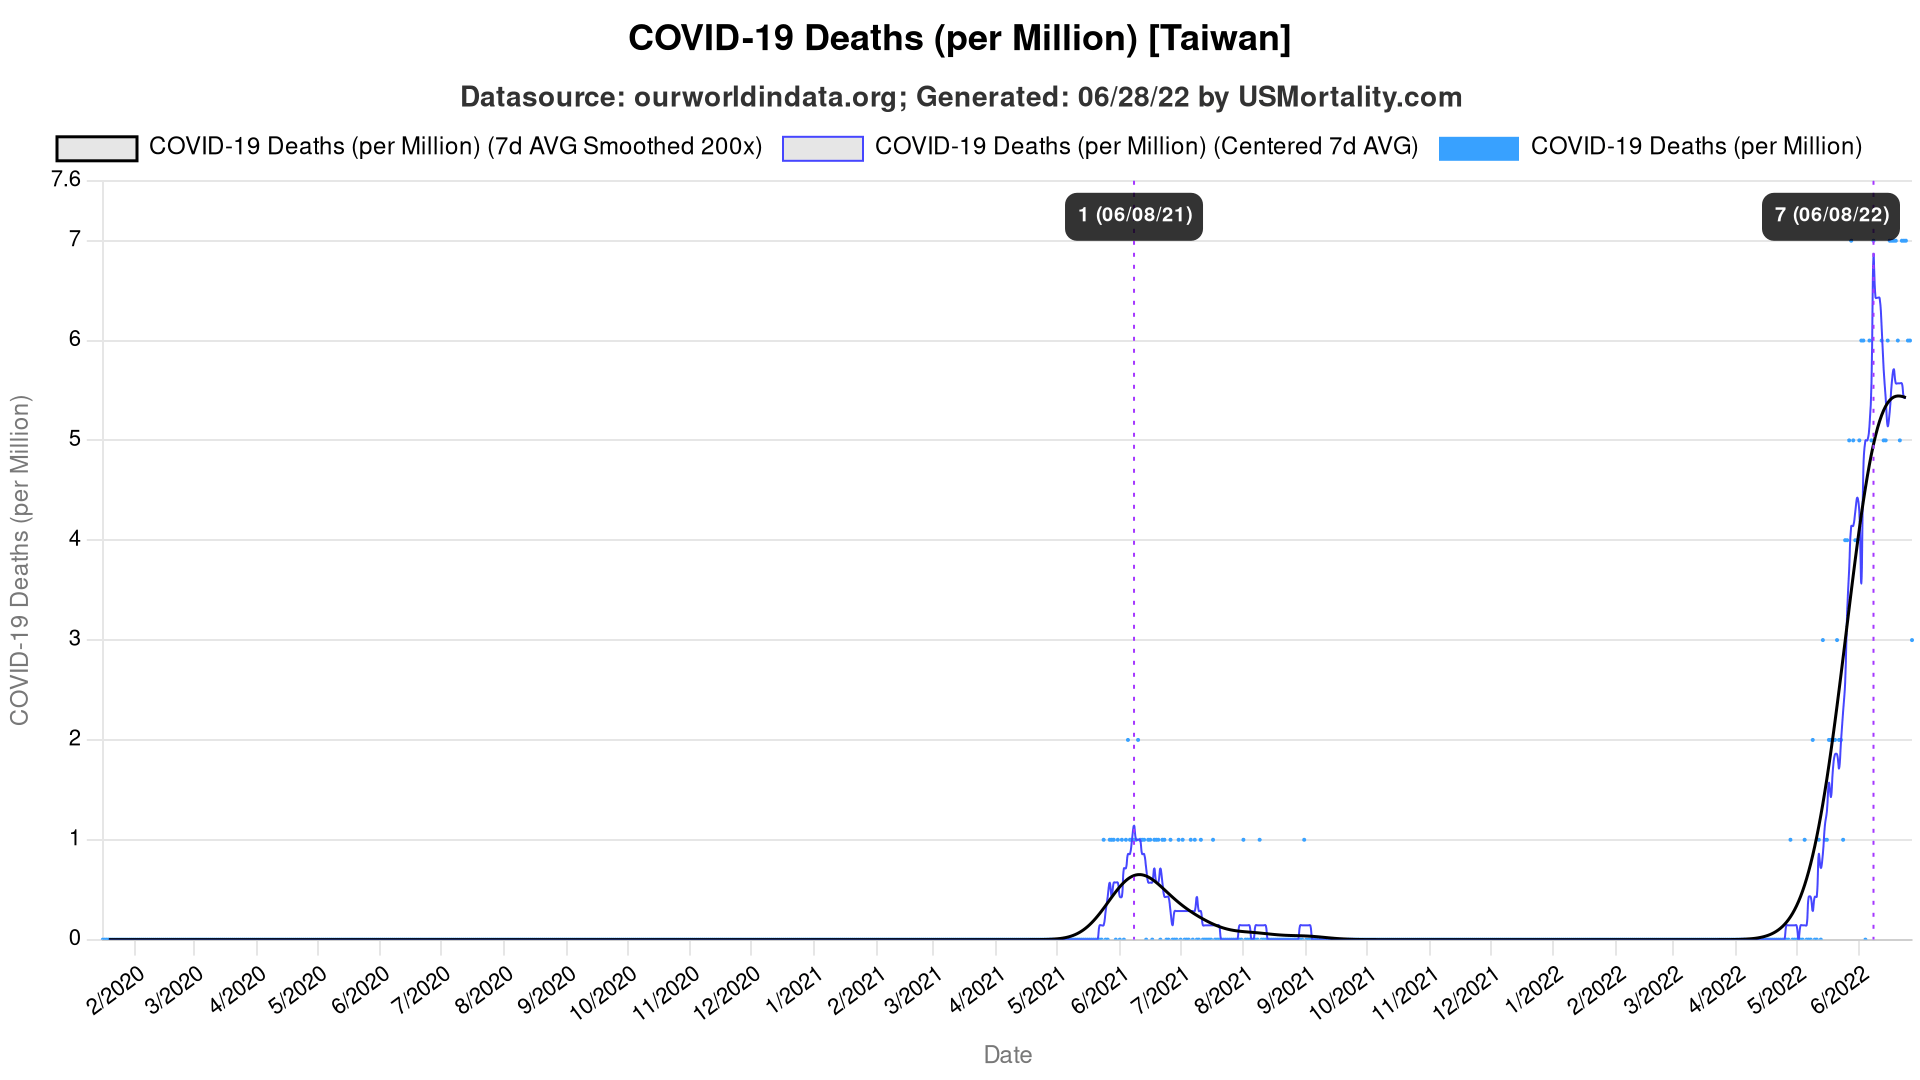 COVID-19 Deaths (per Million) [Taiwan]
Datasource: ourworldindata.org; Generated: 06/28/22 by USMortality.com
COVID-19 Deaths (per Million) (7d AVG Smoothed 200x) COVID-19 Deaths (per Million) (Centered 7d AVG) COVID-19 Deaths (per Million)
7.6
1 (06/08/21) 7 (06/08/22)
7
6
5
4
3
2
1
0
COVID-19 Deaths (per Million)
2/2020 3/2020 4/2020 5/2020 6/2020 7/2020 8/2020 9/2020 10/2020 11/2020 12/2020 1/2021 2/2021 3/2021 4/2021 5/2021 6/2021 7/2021 8/2021 9/2021 10/2021 11/2021 12/2021 1/2022 2/2022 3/2022 4/2022 5/2022 6/2022
Date